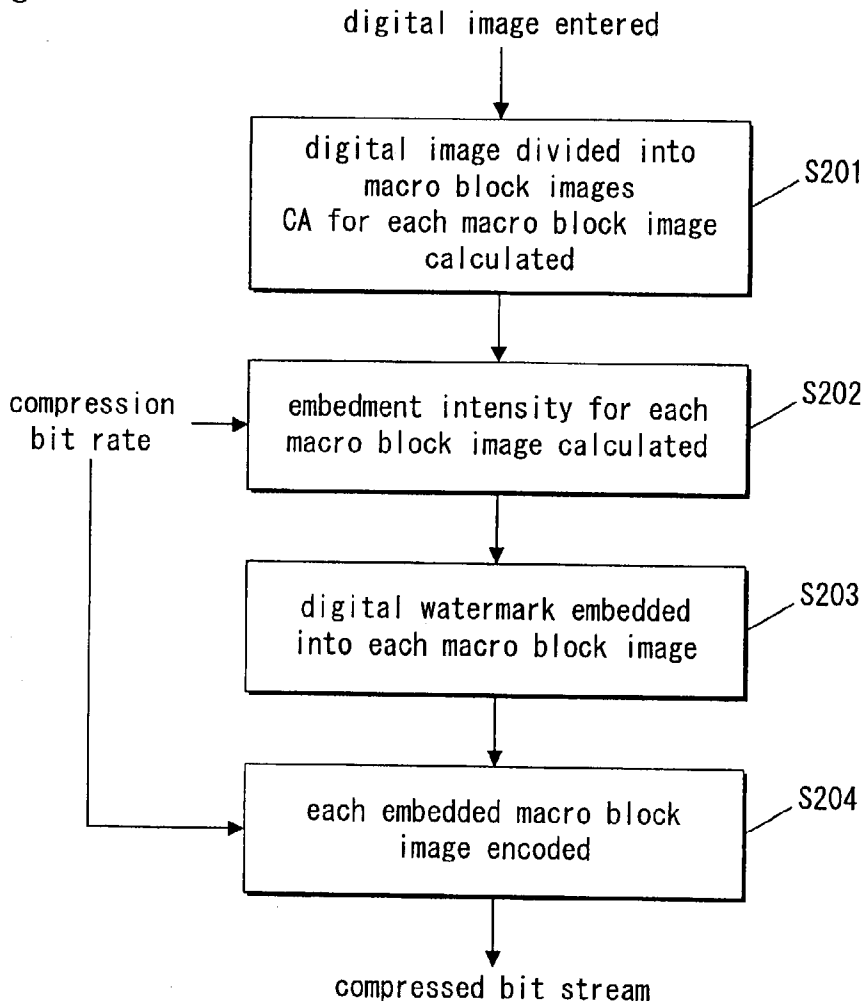 digital image entered
digital image divided into
macro block images
CA for each macro block image
calculated
S201
compression
bit rate
embedment intensity for each
macro block image calculated
S202
digital watermark embedded
into each macro block image
S203
each embedded macro block
image encoded
S204
compressed bit stream